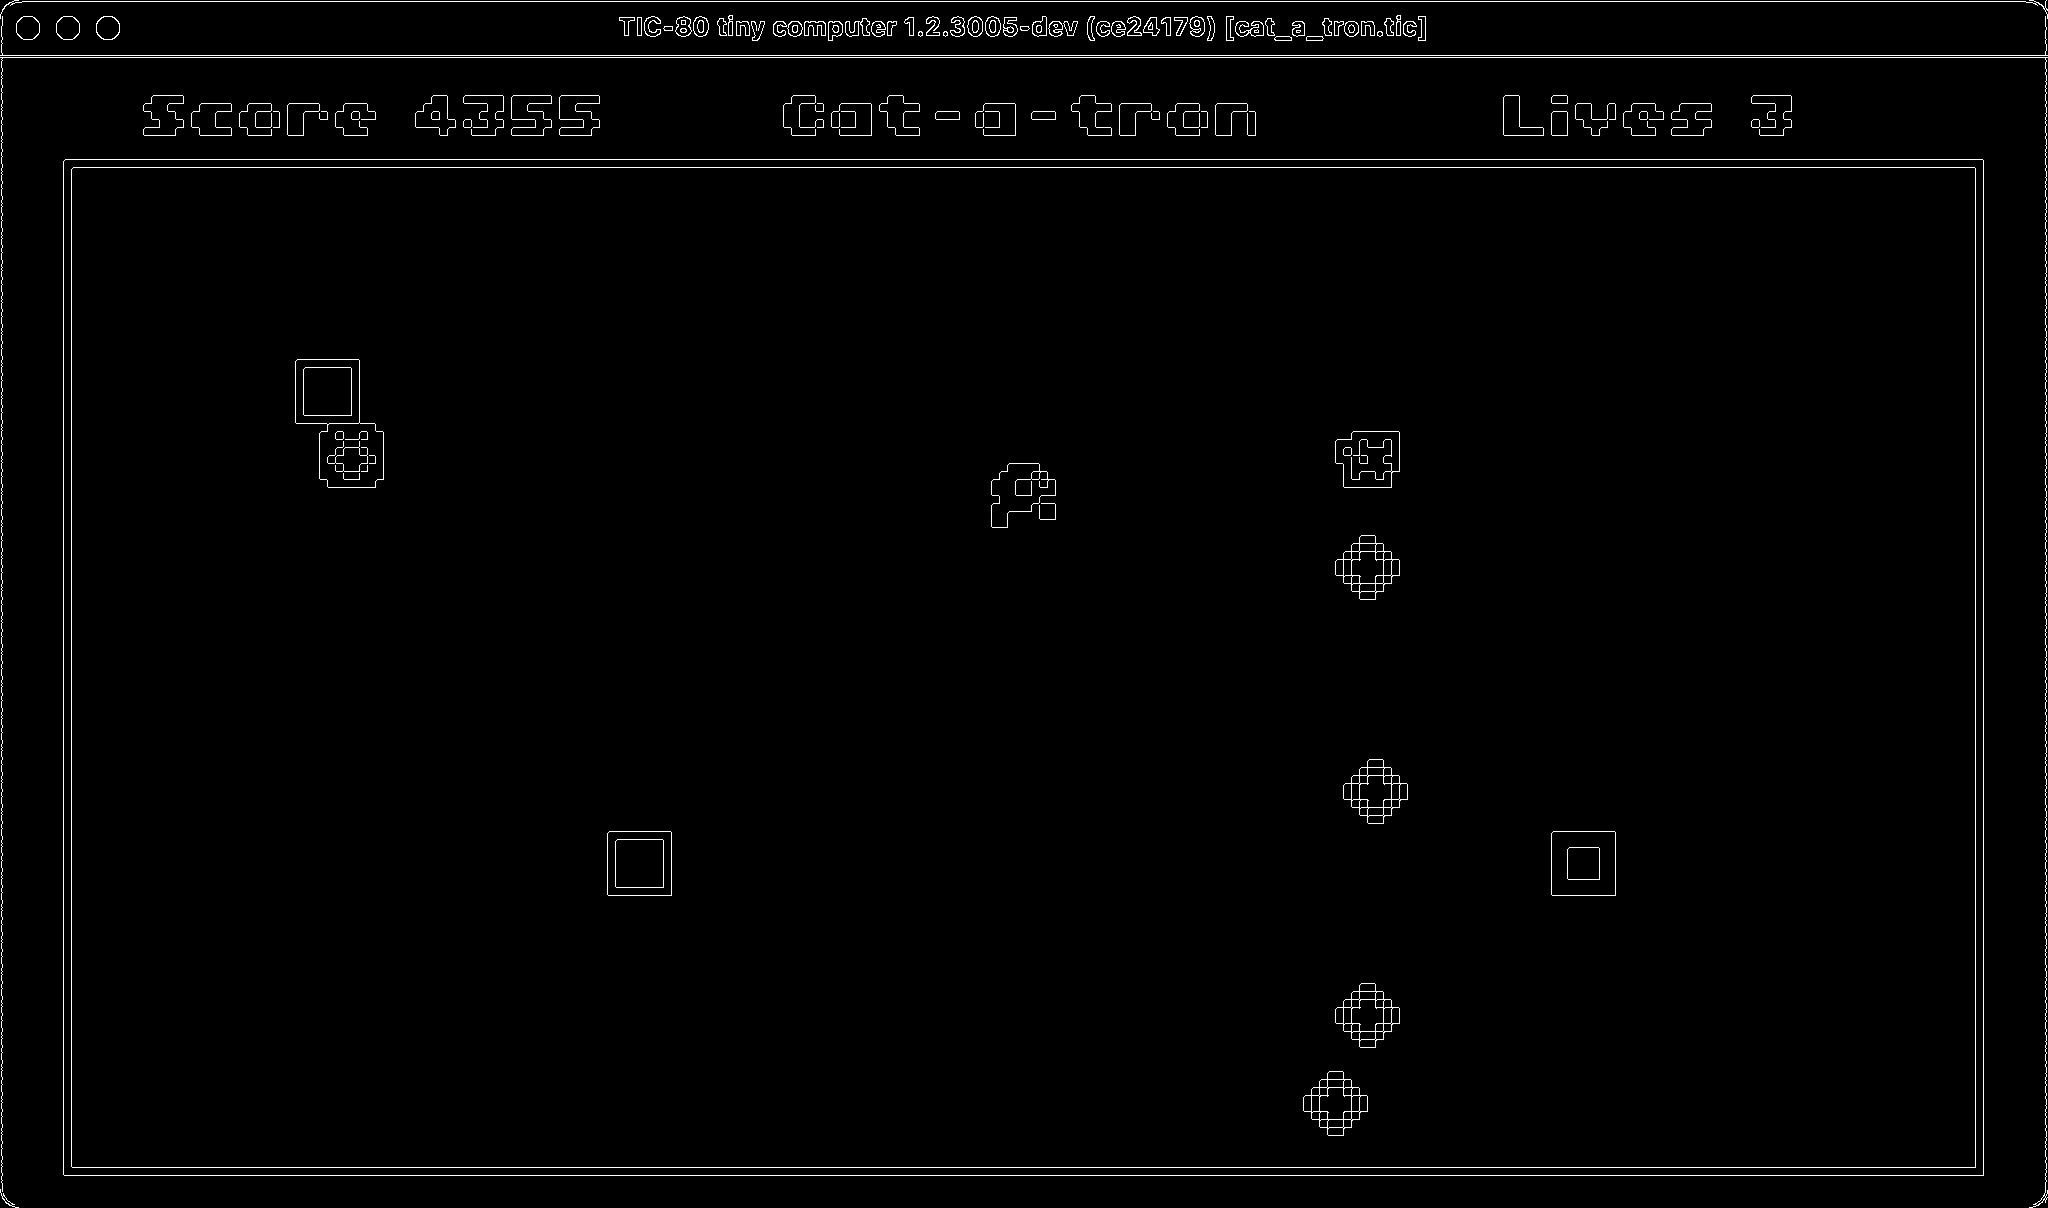 TIC-80 tiny computer 1.2.3005-dev (ce24179) [cat_a_tron.tic]
Score 4355 Cat-a-tron Lives 3